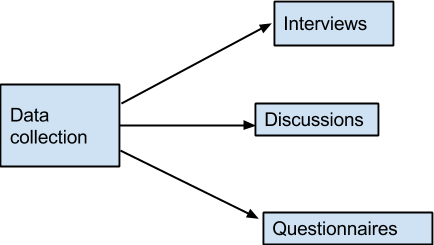 Interviews
Data
collection
Discussions
Questionnaires